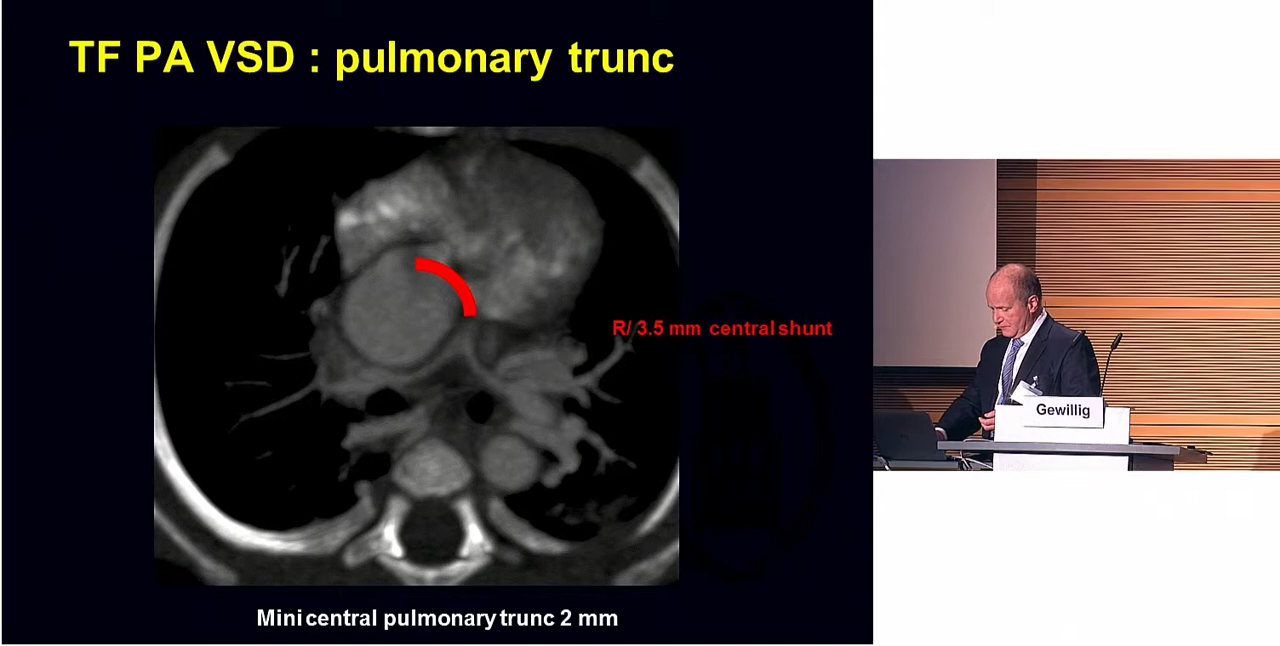 TF PA VSD : pulmonary trunc
R/ 3.5 mm central shunt
Mini central pulmonary trunc 2 mm
Gewillig